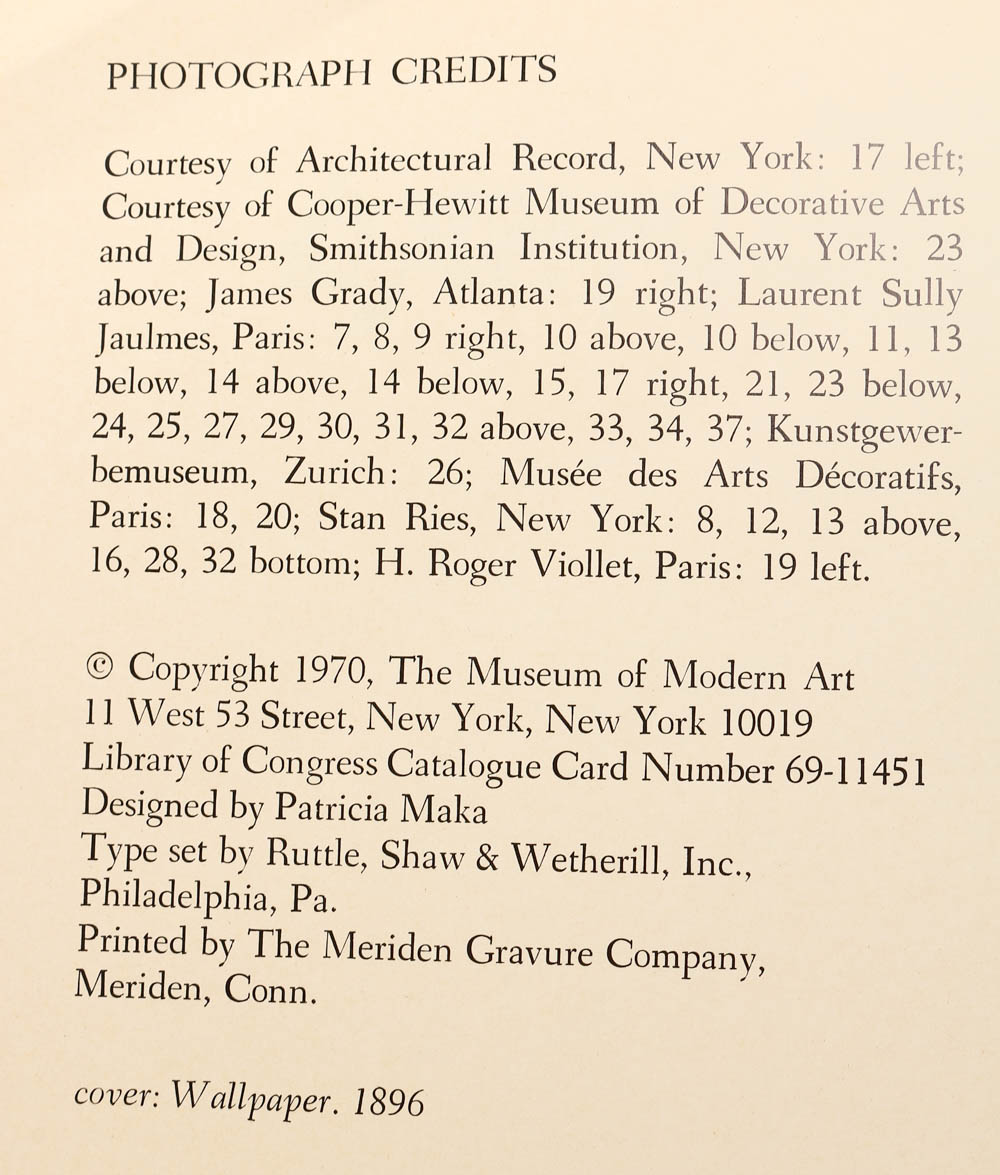 PHOTOGRAPH CREDITS
Courtesy of Architectural Record, New York: 17 left;
Courtesy of Cooper-Hewitt Museum of Decorative Arts
and Design, Smithsonian Institution, New York: 23
above; James Grady, Atlanta: 19 right; Laurent Sully
Jaulmes, Paris: 7, 8, 9 right, 10 above, 10 below, 11, 13
below, 14 above, 14 below, 15, 17 right, 21, 23 below,
24, 25, 27, 29, 30, 31, 32 above, 33, 34, 37; Kunstgewer-
bemuseum, Zurich: 26; Musée des Arts Décoratifs,
Paris: 18, 20; Stan Ries, New York: 8, 12, 13 above,
16, 28, 32 bottom; H. Roger Viollet, Paris: 19 left.
© Copyright 1970, The Museum of Modern Art
11 West 53 Street, New York, New York 10019
Library of Congress Catalogue Card Number 69-11451
Designed by Patricia Maka
Type set by Ruttle, Shaw & Wetherill, Inc.,
Philadelphia, Pa.
Printed by The Meriden Gravure Company,
Meriden, Conn.
cover: Wallpaper. 1896